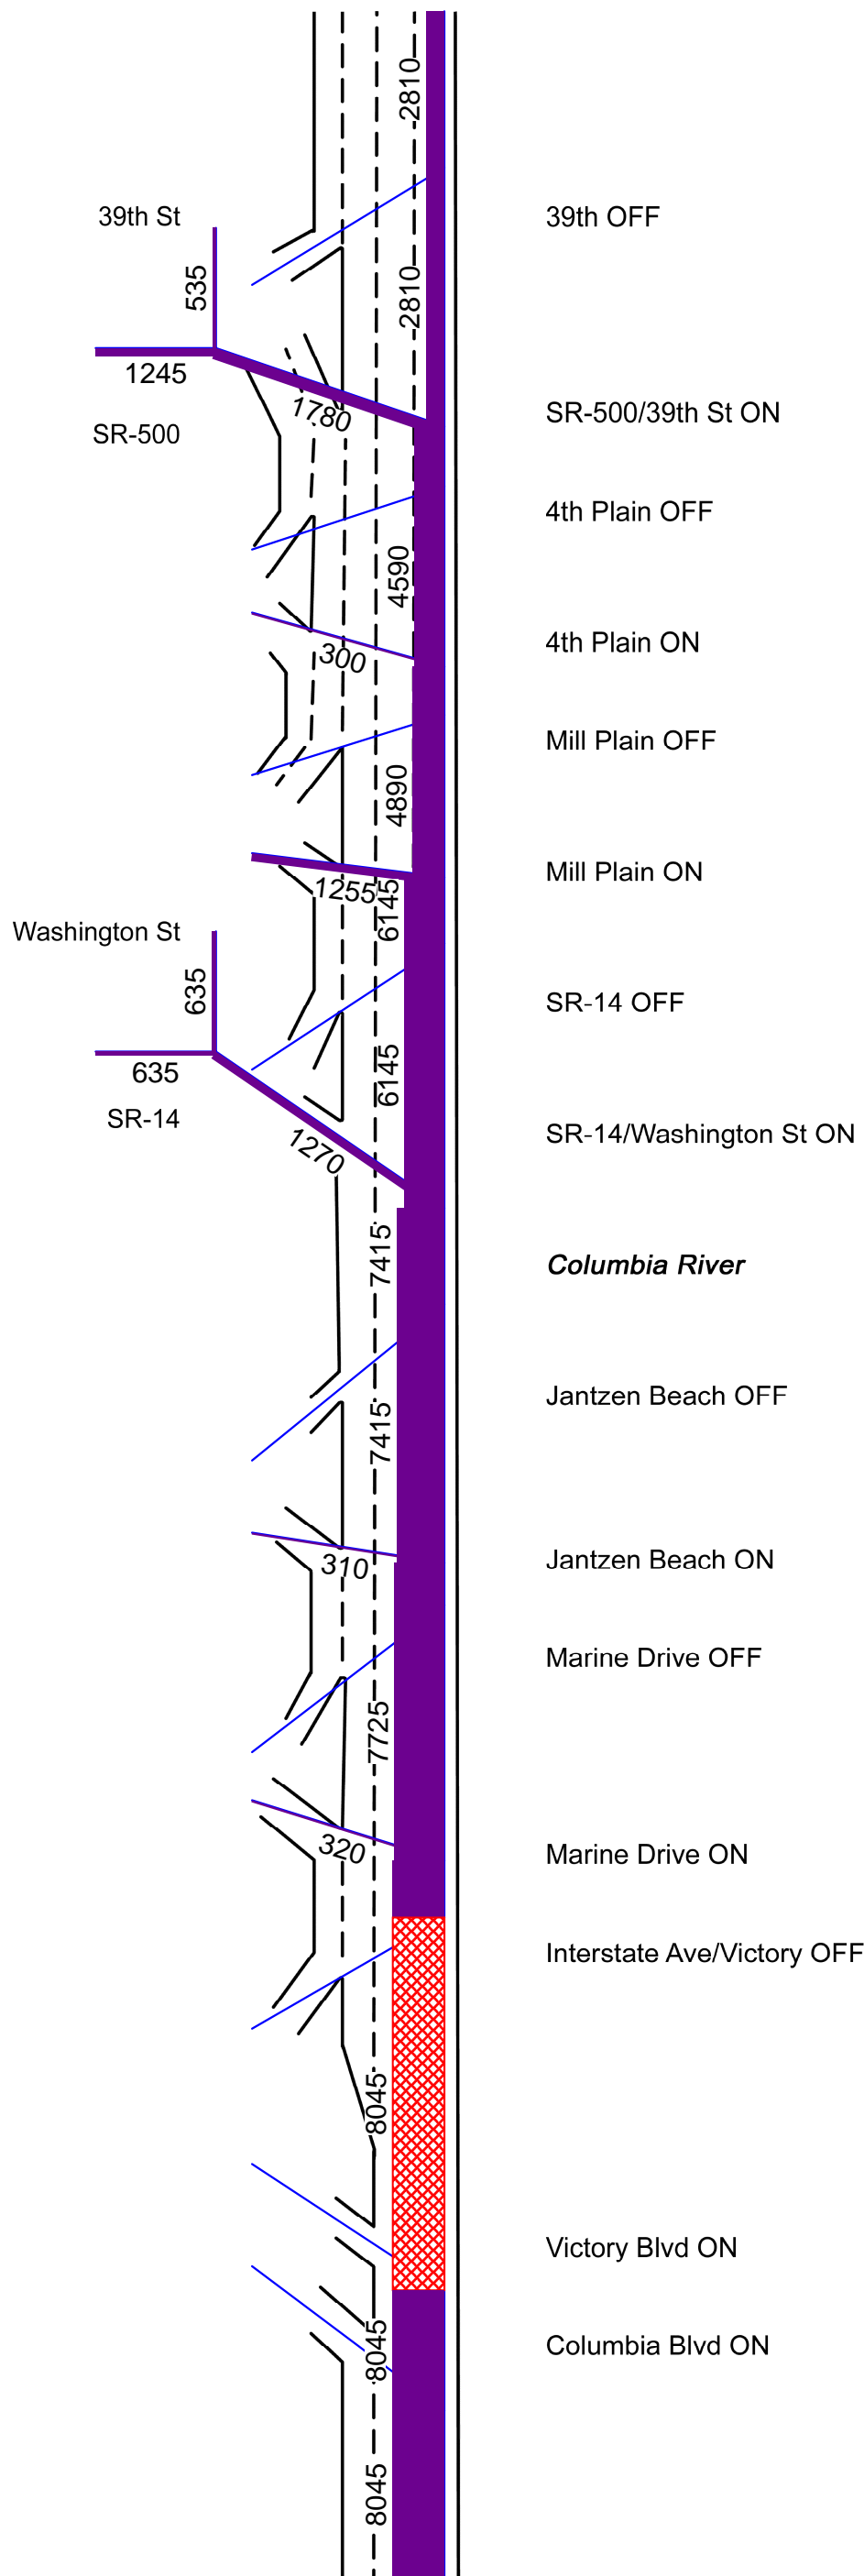 2810
39th St
39th OFF
535
2810
1245
1780
SR-500/39th St ON
SR-500
4th Plain OFF
4590
4th Plain ON
300
Mill Plain OFF
4890
Mill Plain ON
1255
6145
Washington St
635
SR-14 OFF
635
6145
SR-14
SR-14/Washington St ON
1270
7415
Columbia River
Jantzen Beach OFF
7415
Jantzen Beach ON
310
Marine Drive OFF
7725
320
Marine Drive ON
Interstate Ave/Victory OFF
8045
Victory Blvd ON
8045
Columbia Blvd ON
8045